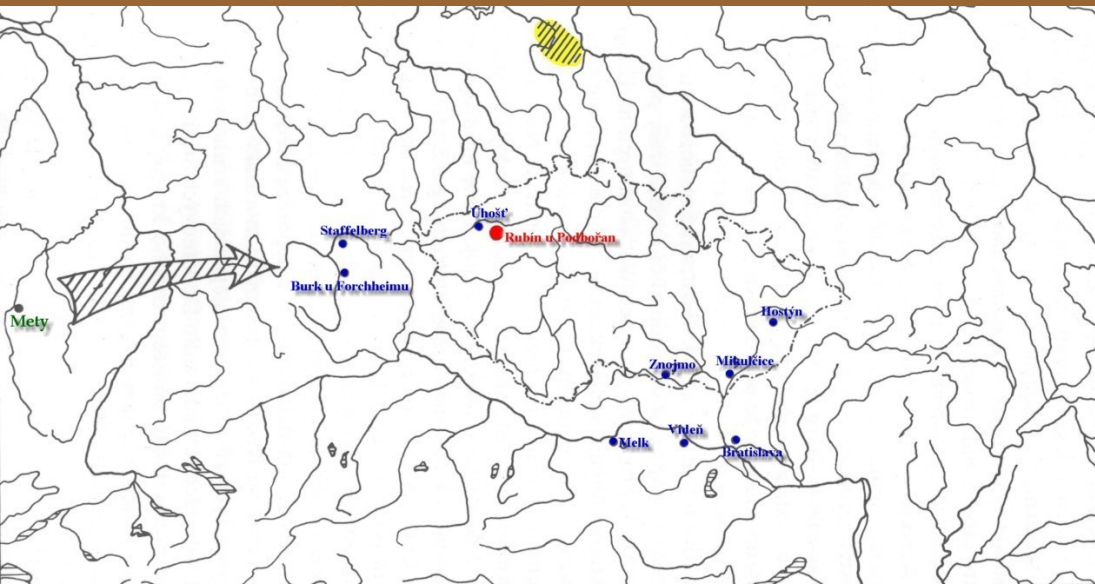 Úhošť
Staffelberg
Rubín u Podbořan
Burk u Forchheimu
Mety
Hostýn
Znojmo
Mikulčice
Vídeň
Melk
Bratislava